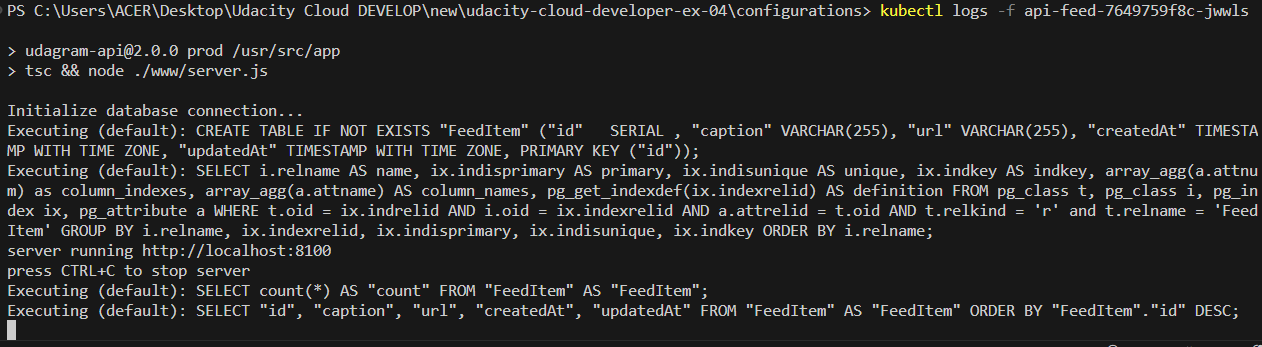 PS C:\Users\ACER\Desktop\Udacity Cloud DEVELOP\new\udacity-cloud-developer-ex-04\configurations> kubectl logs -f api-feed-7649759f8c-jwwls
> udagram-api@2.0.0 prod /usr/src/app
> tsc && node ./www/server.js
Initialize database connection...
Executing (default): CREATE TABLE IF NOT EXISTS "FeedItem" ("id"   SERIAL , "caption" VARCHAR(255), "url" VARCHAR(255), "createdAt" TIMESTA
MP WITH TIME ZONE, "updatedAt" TIMESTAMP WITH TIME ZONE, PRIMARY KEY ("id"));
Executing (default): SELECT i.relname AS name, ix.indisprimary AS primary, ix.indisunique AS unique, ix.indkey AS indkey, array_agg(a.attnu
m) as column_indexes, array_agg(a.attname) AS column_names, pg_get_indexdef(ix.indexrelid) AS definition FROM pg_class t, pg_class i, pg_in
dex ix, pg_attribute a WHERE t.oid = ix.indrelid AND i.oid = ix.indexrelid AND a.attrelid = t.oid AND t.relkind = 'r' and t.relname = 'Feed
Item' GROUP BY i.relname, ix.indexrelid, ix.indisprimary, ix.indisunique, ix.indkey ORDER BY i.relname;
server running http://localhost:8100
press CTRL+C to stop server
Executing (default): SELECT count(*) AS "count" FROM "FeedItem" AS "FeedItem";
Executing (default): SELECT "id", "caption", "url", "createdAt", "updatedAt" FROM "FeedItem" AS "FeedItem" ORDER BY "FeedItem"."id" DESC;